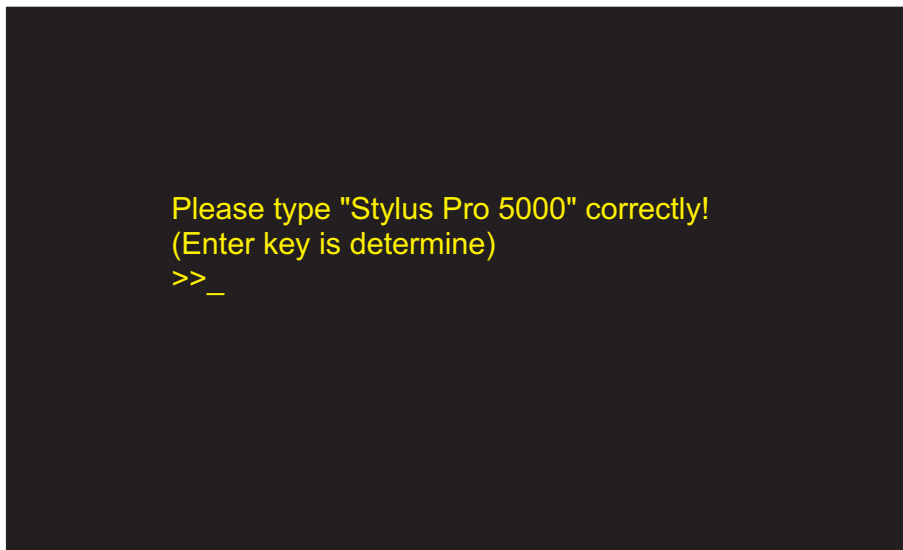 Please type "Stylus Pro 5000" correctly!
(Enter key is determine)
>>_